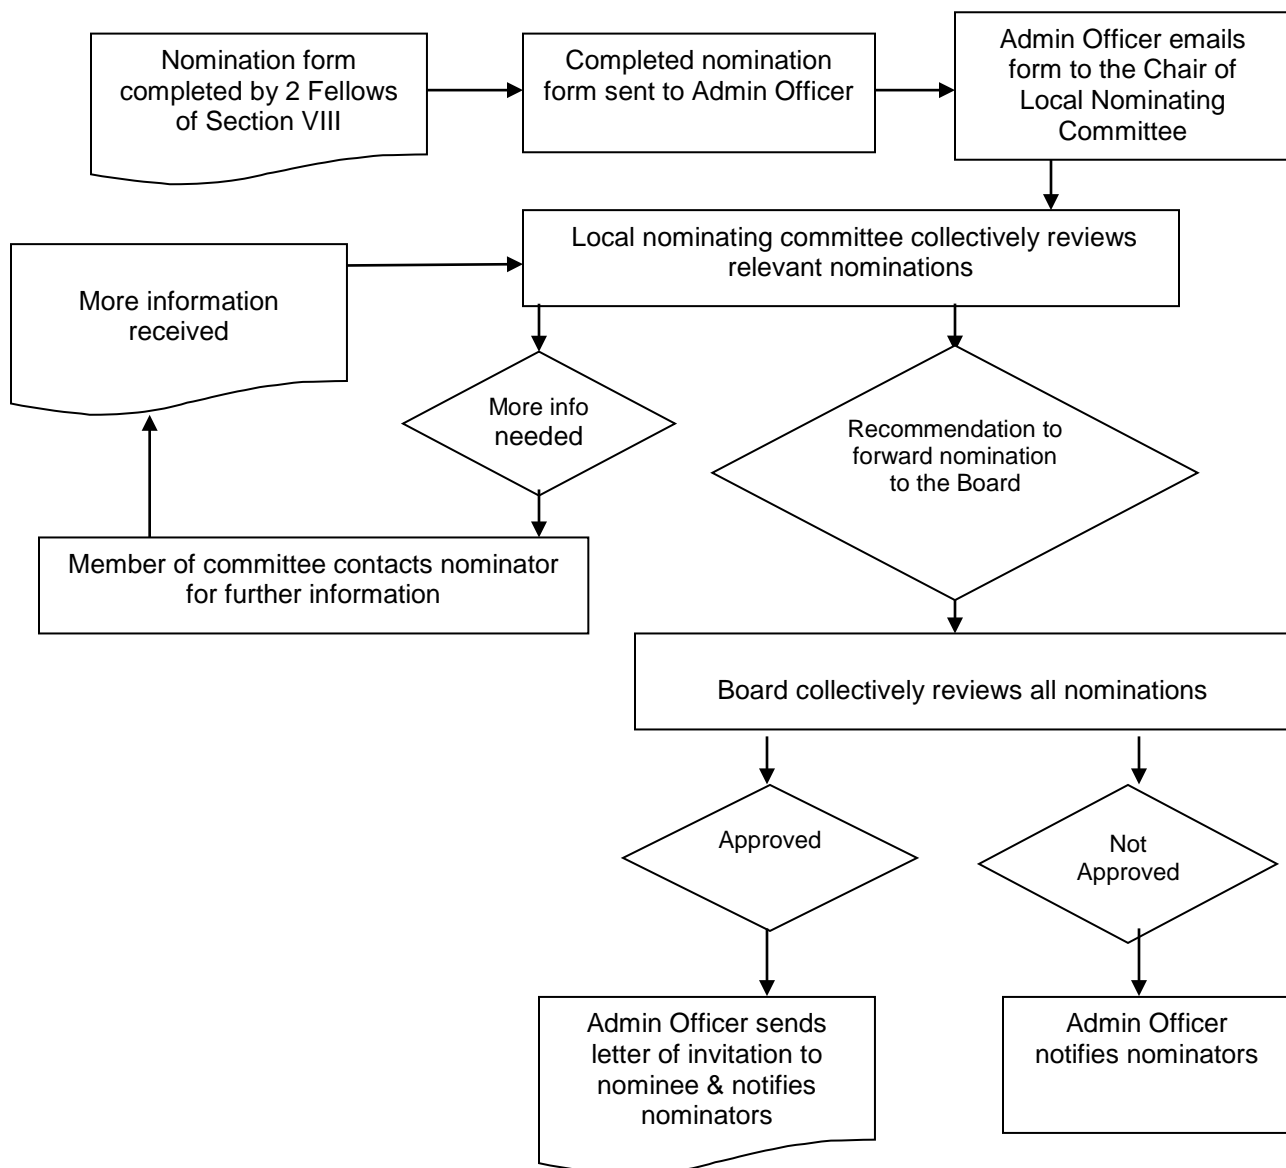 Nomination form
completed by 2 Fellows
of Section VIII
Completed nomination
form sent to Admin Officer
Admin Officer emails
form to the Chair of
Local Nominating
Committee
Local nominating committee collectively reviews
relevant nominations
More information
received
More info
needed
Recommendation to
forward nomination
to the Board
Member of committee contacts nominator
for further information
Board collectively reviews all nominations
Approved
Not
Approved
Admin Officer sends
letter of invitation to
nominee & notifies
nominators
Admin Officer
notifies nominators